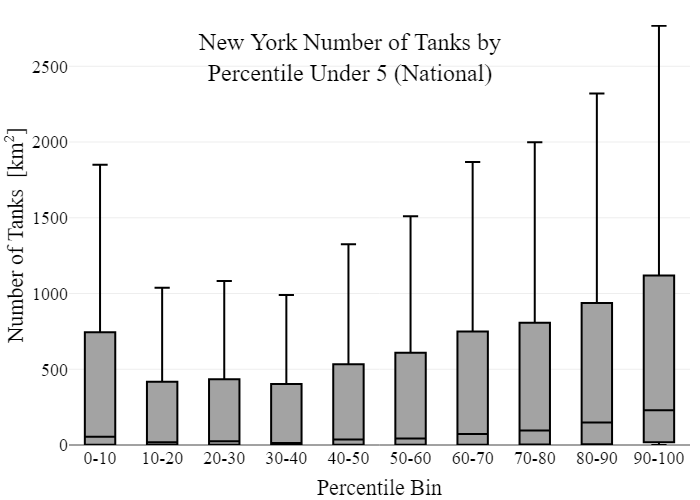 New York Number of Tanks by
Percentile Under 5 (National)
Number of Tanks [km²]
2500
2000
1500
1000
500
0
0-10 10-20 20-30 30-40 40-50 50-60 60-70 70-80 80-90 90-100
Percentile Bin